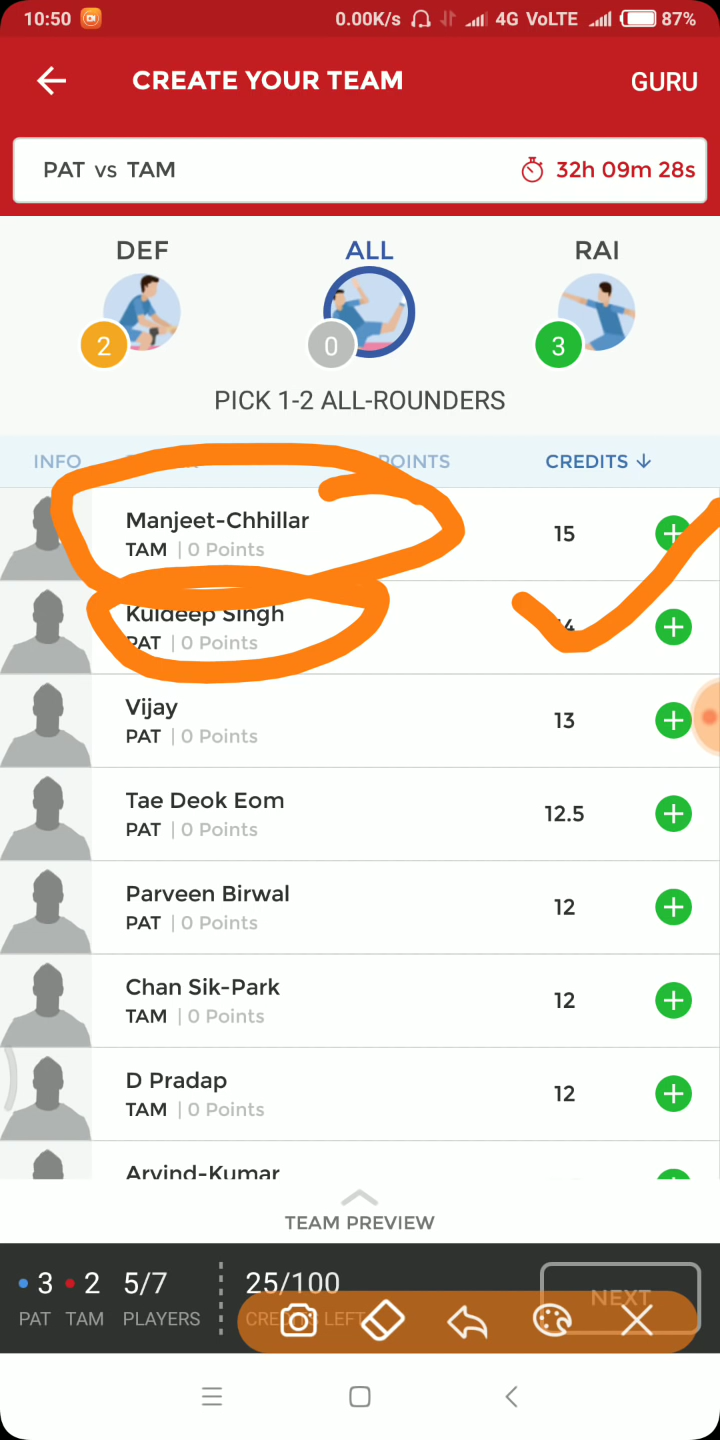 10:50 0.00K/s 4G VoLTE 87%
CREATE YOUR TEAM GURU
PAT vs TAM 32h 09m 28s
DEF ALL RAI
2 0 3
PICK 1-2 ALL-ROUNDERS
INFO POINTS CREDITS
Manjeet-Chhillar 15
TAM | 0 Points
Kuldeep Singh
PAT | 0 Points
Vijay 13
PAT | 0 Points
Tae Deok Eom 12.5
PAT | 0 Points
Parveen Birwal 12
PAT | 0 Points
Chan Sik-Park 12
TAM | 0 Points
D Pradap 12
TAM | 0 Points
Arvind-Kumar
TEAM PREVIEW
3 2 5/7 25/100 NEXT
PAT TAM PLAYERS CREDITS LEFT